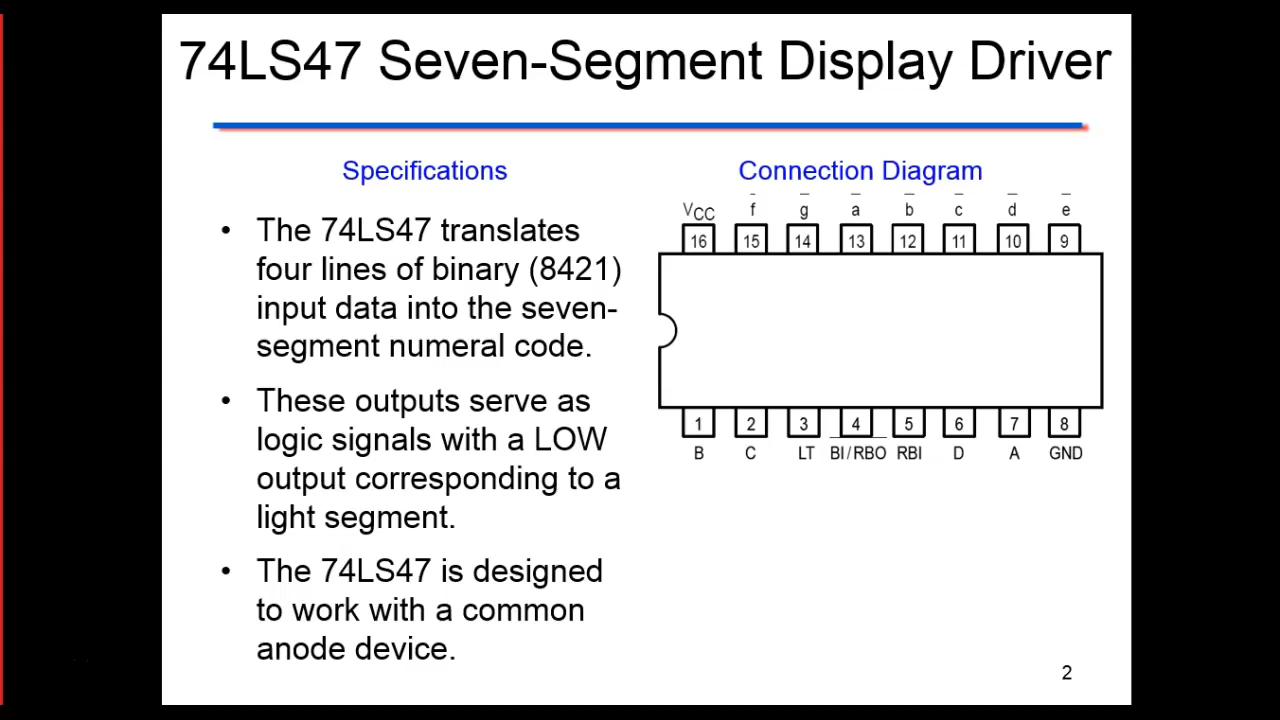 74LS47 Seven-Segment Display Driver
Specifications
• The 74LS47 translates
four lines of binary (8421)
input data into the seven-
segment numeral code.
• These outputs serve as
logic signals with a LOW
output corresponding to a
light segment.
• The 74LS47 is designed
to work with a common
anode device.
Connection Diagram
VCC f̅ g̅ a̅ b̅ c̅ d̅ e̅
16 15 14 13 12 11 10 9
1 2 3 4 5 6 7 8
B C LT B̅I̅/̅R̅B̅O̅ RBI D A GND
2